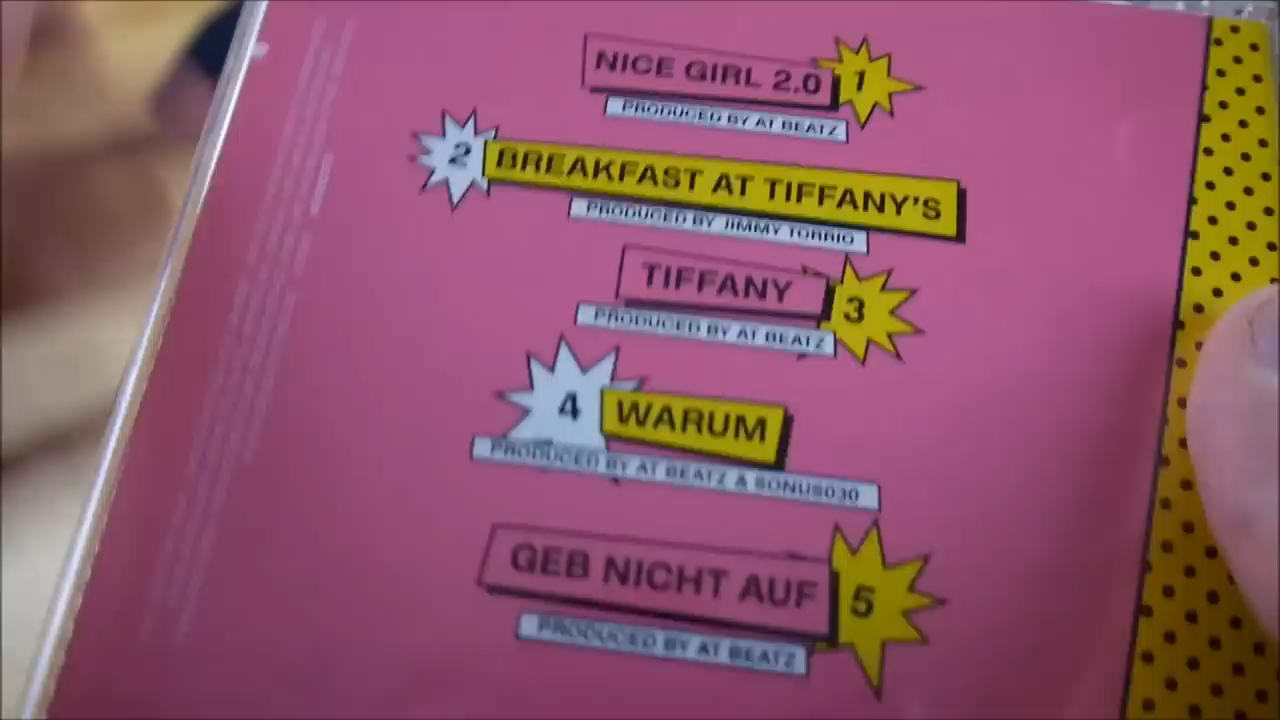 NICE GIRL 2.0 1
PRODUCED BY AT BEATZ
2 BREAKFAST AT TIFFANY'S
PRODUCED BY JIMMY TORRIO
TIFFANY 3
PRODUCED BY AT BEATZ
4 WARUM
PRODUCED BY AT BEATZ & SONUS030
GEB NICHT AUF 5
PRODUCED BY AT BEATZ